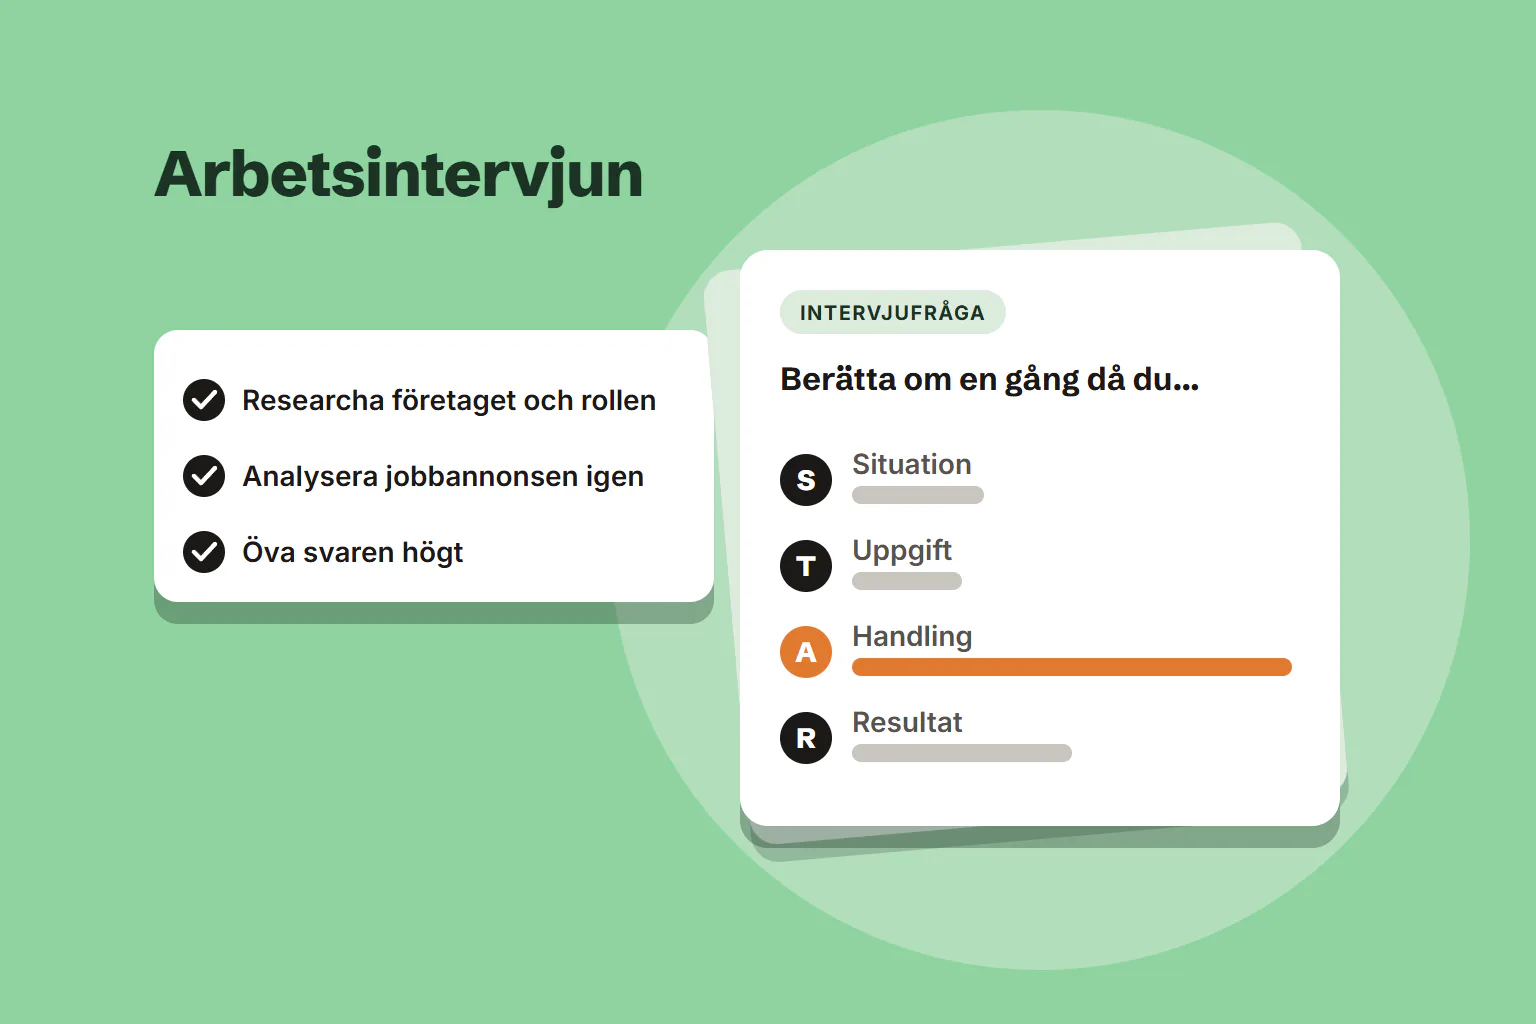 Arbetsintervjun
Researcha företaget och rollen
Analysera jobbannonsen igen
Öva svaren högt
INTERVJUFRÅGA
Berätta om en gång då du...
S Situation
T Uppgift
A Handling
R Resultat